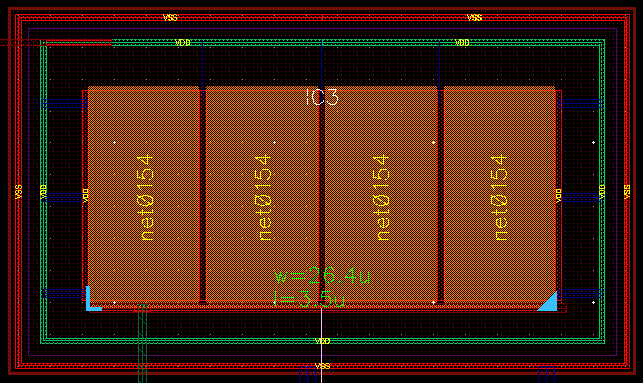 VSS VSS
VDD VDD
IC3
net0154 net0154 net0154 net0154
VSS VDD VDD VDD VDD VSS
w=26.4u
l=3.5u
VDD
VSS